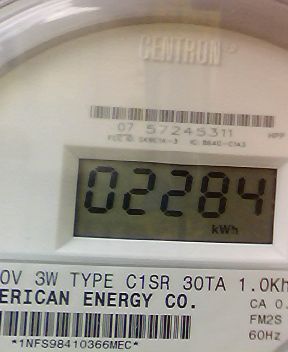 CENTRON
07 57245311
HPP
02284
kWh
0V 3W TYPE C1SR 30TA 1.0Kh
ERICAN ENERGY CO.
CA 0.
FM2S
60Hz
*1NFS98410366MEC*